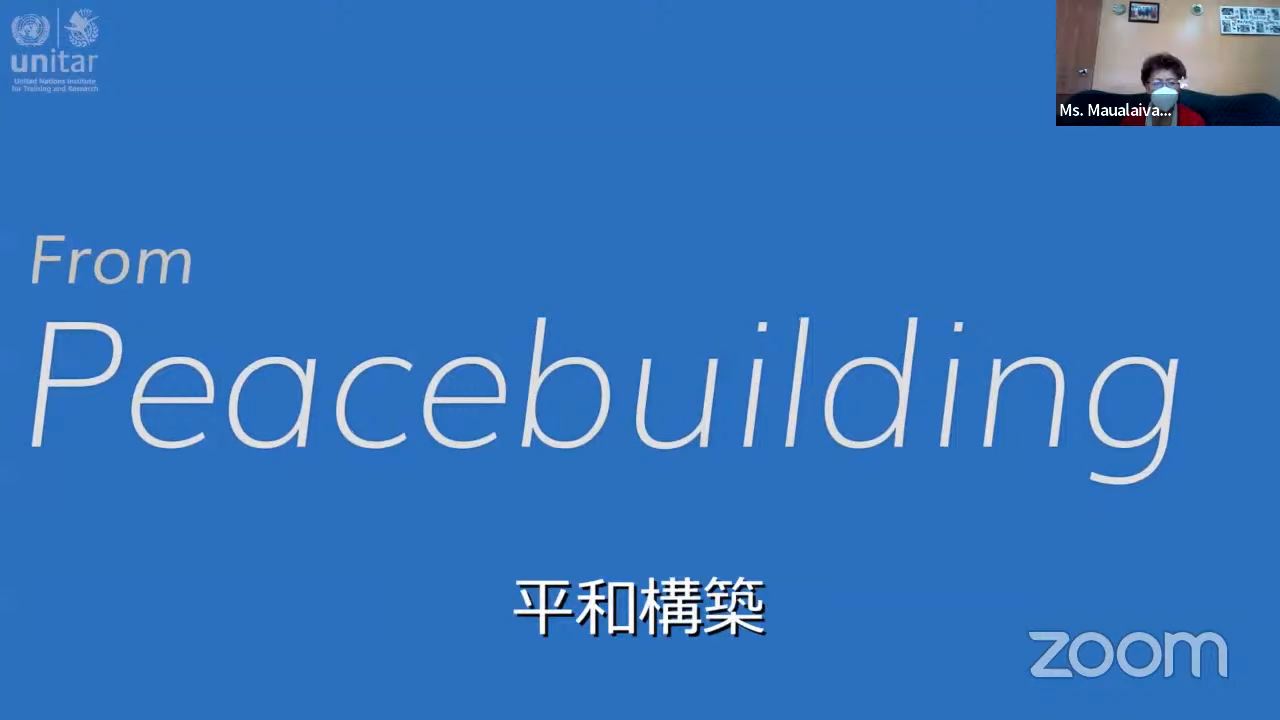 unitar
United Nations Institute
for Training and Research
Ms. Maualaiva...
From
Peacebuilding
平和構築
zoom